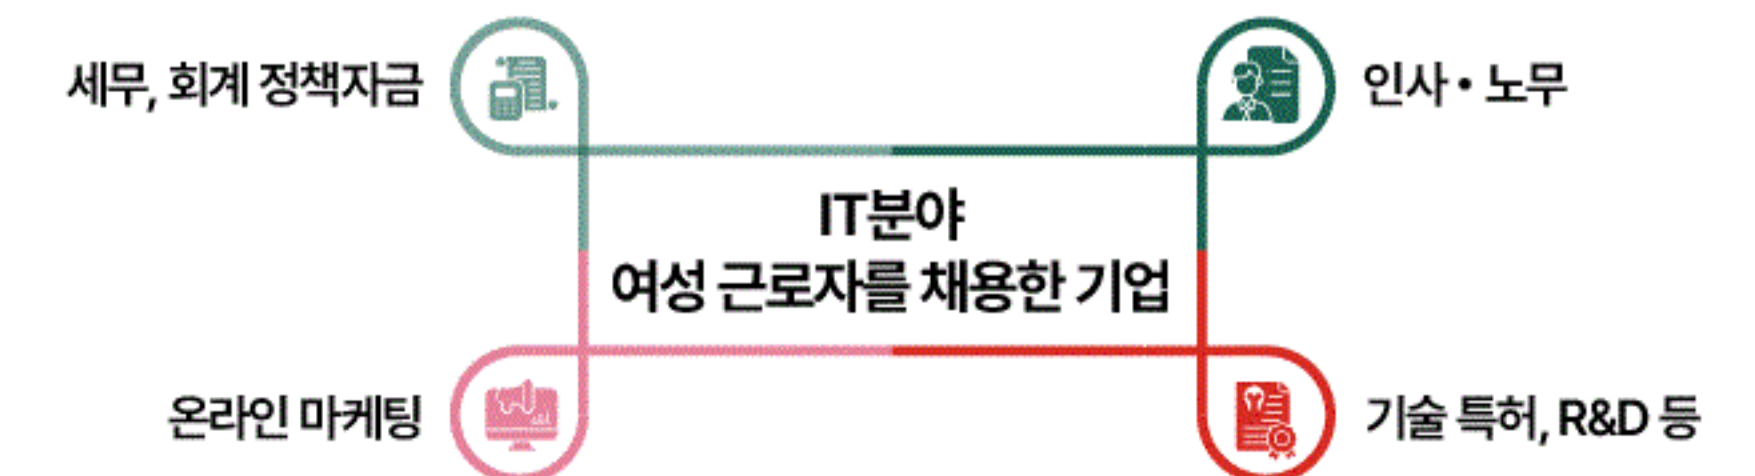 세무, 회계 정책자금
인사 • 노무
IT분야
여성 근로자를 채용한 기업
온라인 마케팅
기술 특허, R&D 등